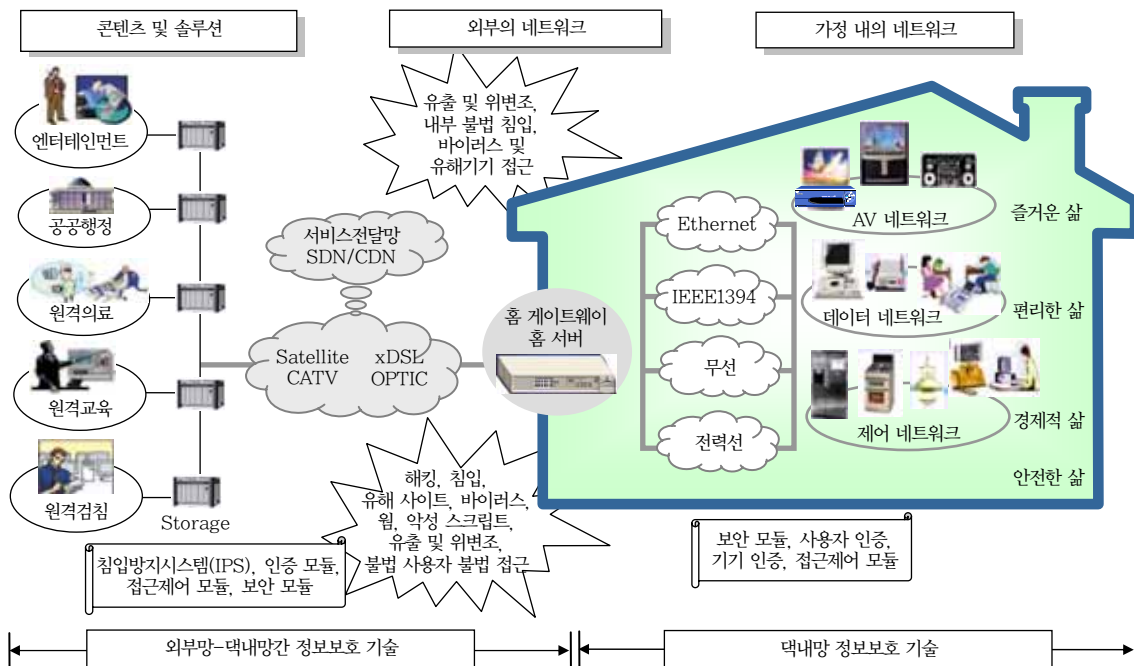 콘텐츠 및 솔루션
외부의 네트워크
가정 내의 네트워크
엔터테인먼트
공공행정
원격의료
원격교육
원격검침
Storage
유출 및 위변조,
내부 불법 침입,
바이러스 및
유해기기 접근
서비스전달망
SDN/CDN
Satellite xDSL
CATV OPTIC
홈 게이트웨이
홈 서버
Ethernet
IEEE1394
무선
전력선
AV 네트워크
즐거운 삶
데이터 네트워크
편리한 삶
제어 네트워크
경제적 삶
안전한 삶
해킹, 침입,
유해 사이트, 바이러스,
웜, 악성 스크립트,
유출 및 위변조,
불법 사용자 불법 접근
침입방지시스템(IPS), 인증 모듈,
접근제어 모듈, 보안 모듈
보안 모듈, 사용자 인증,
기기 인증, 접근제어 모듈
외부망-댁내망간 정보보호 기술
댁내망 정보보호 기술